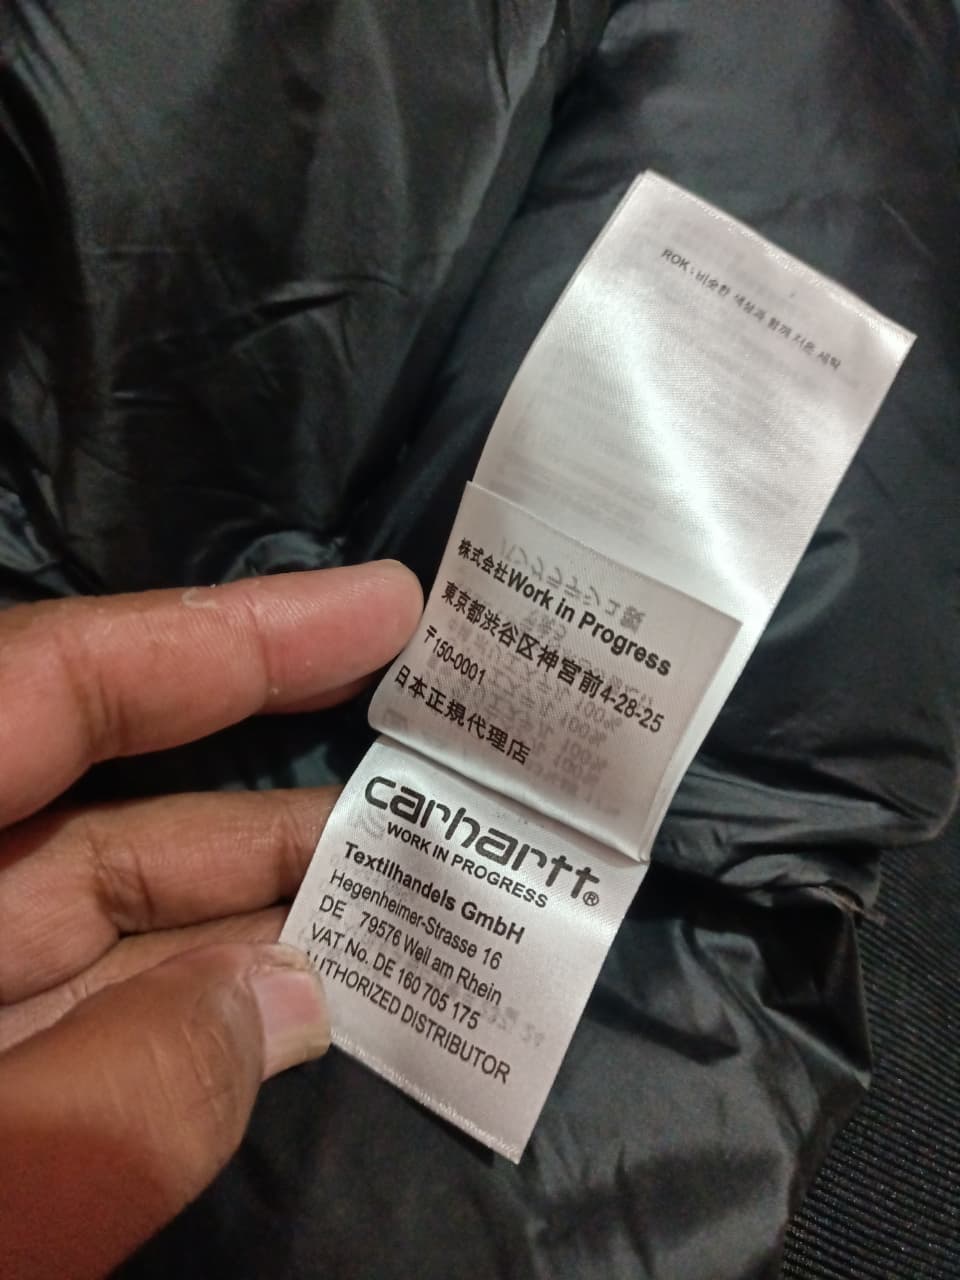 ROK : 비슷한 색상과 함께 저온 세탁
株式会社Work in Progress
東京都渋谷区神宮前4-28-25
〒150-0001
日本正規代理店
carhartt®
WORK IN PROGRESS
Textilhandels GmbH
Hegenheimer-Strasse 16
DE 79576 Weil am Rhein
VAT No. DE 160 705 175
AUTHORIZED DISTRIBUTOR